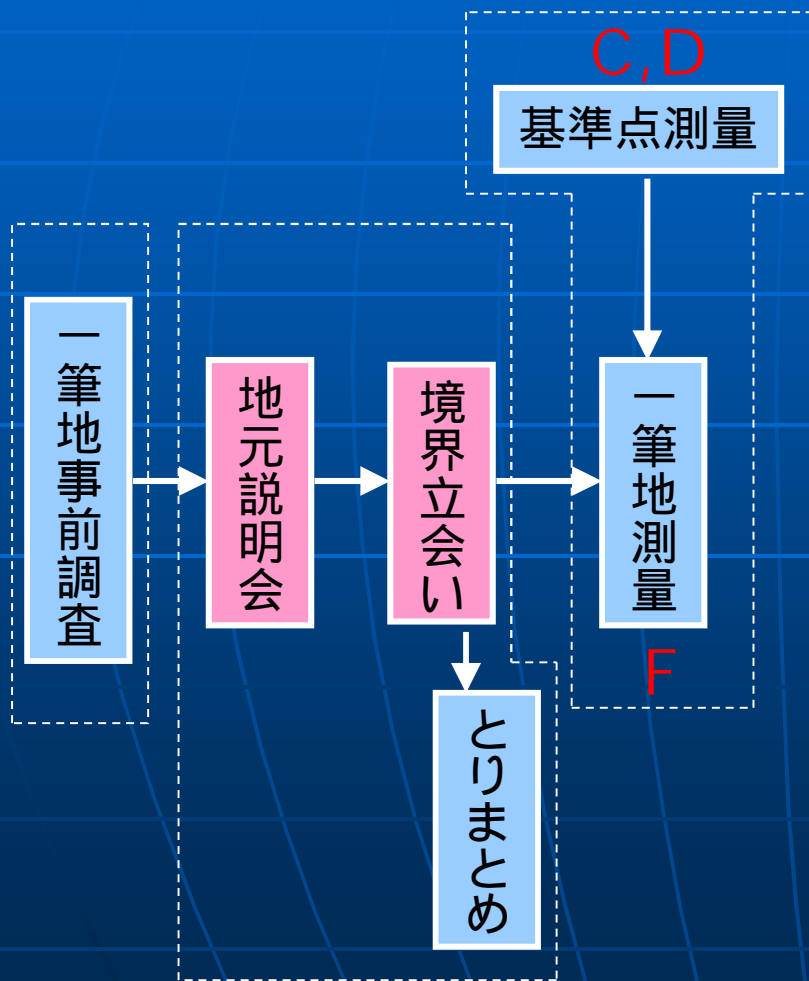 C,D
基準点測量
一筆地事前調査
地元説明会
境界立会い
一筆地測量
F
とりまとめ